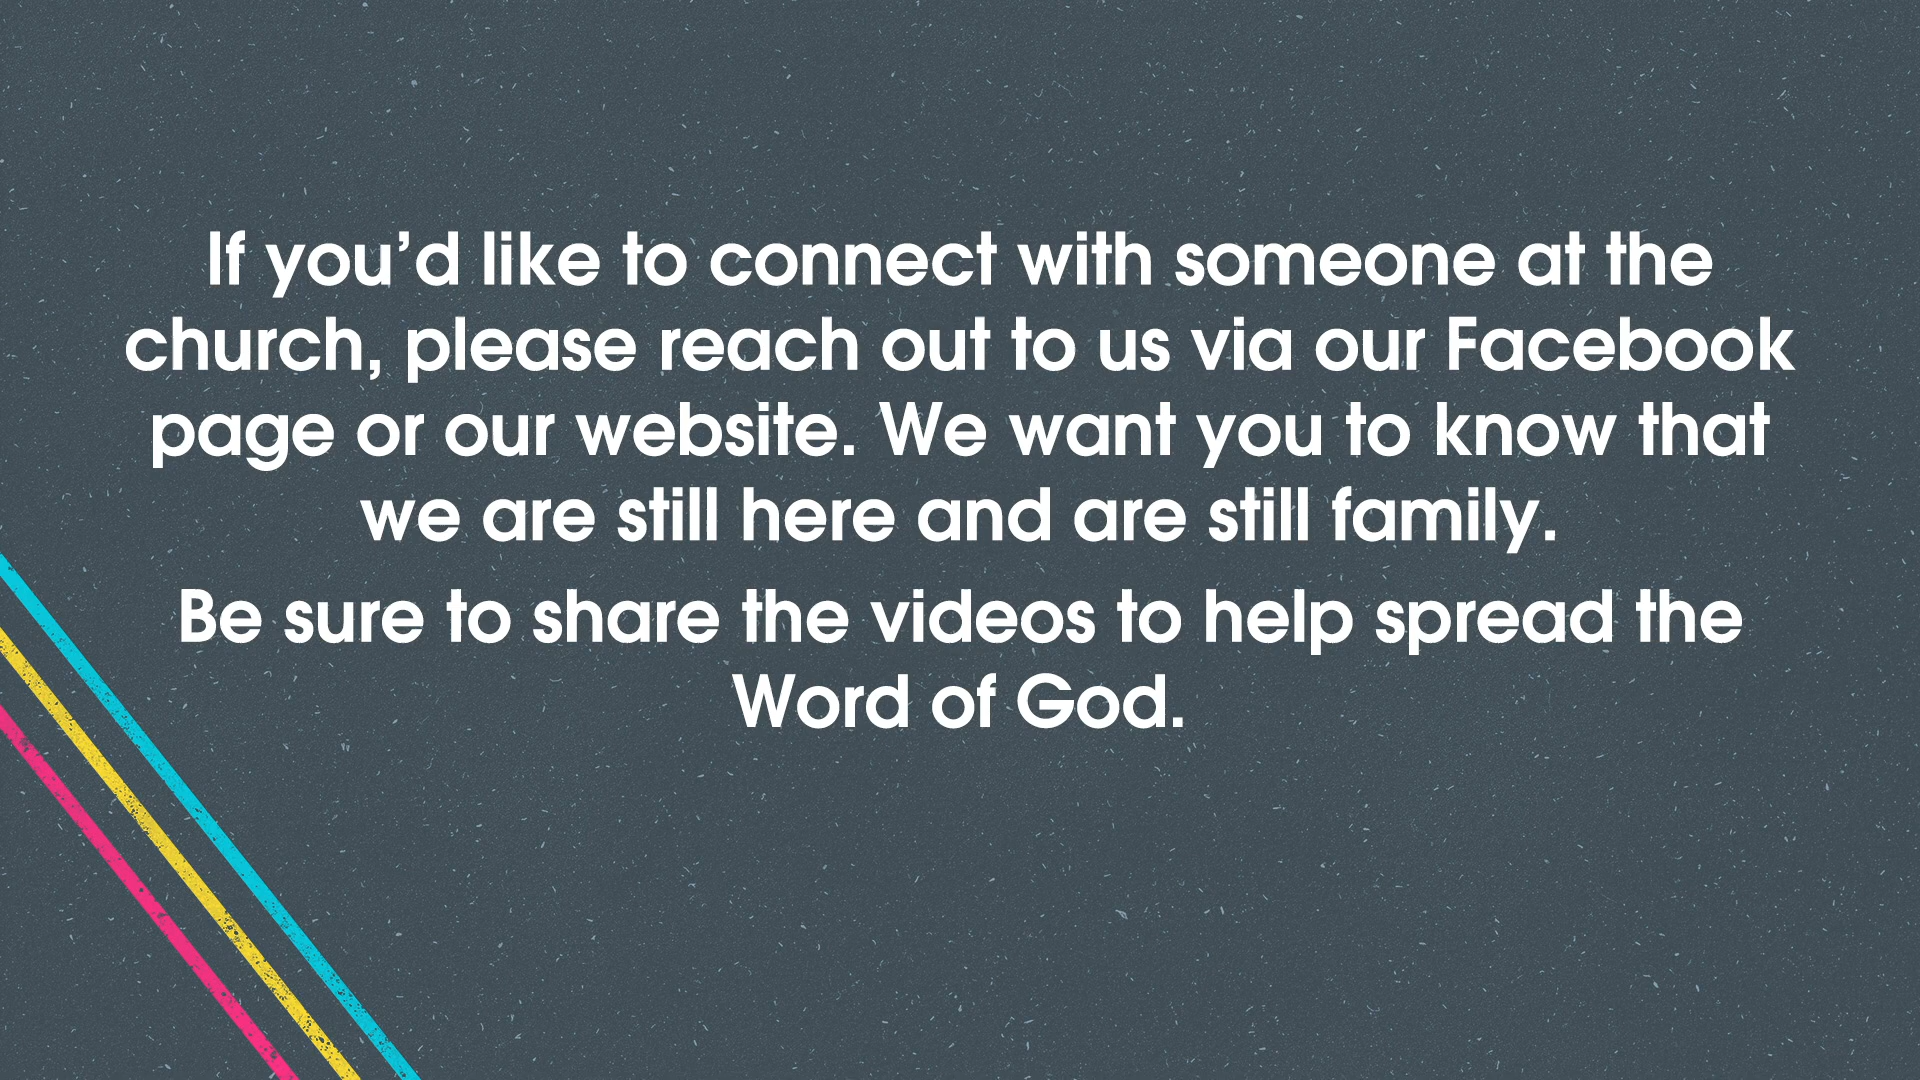 If you’d like to connect with someone at the
church, please reach out to us via our Facebook
page or our website. We want you to know that
we are still here and are still family.
Be sure to share the videos to help spread the
Word of God.